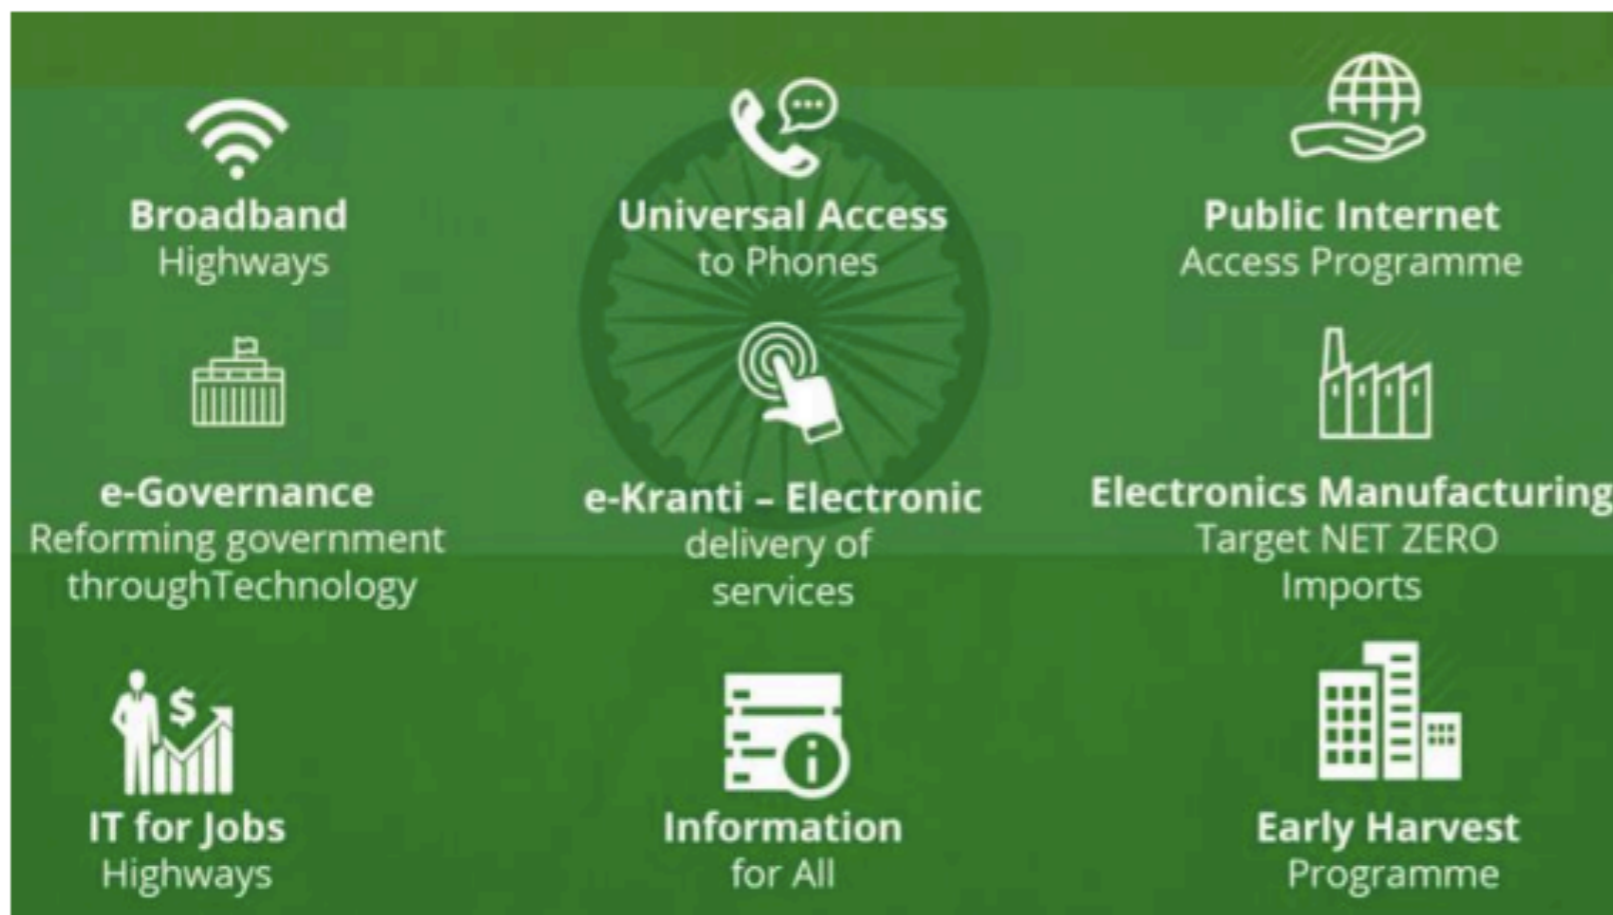 Broadband
Highways
Universal Access
to Phones
Public Internet
Access Programme
e-Governance
Reforming government
throughTechnology
e-Kranti – Electronic
delivery of
services
Electronics Manufacturing
Target NET ZERO
Imports
$
IT for Jobs
Highways
i
Information
for All
Early Harvest
Programme